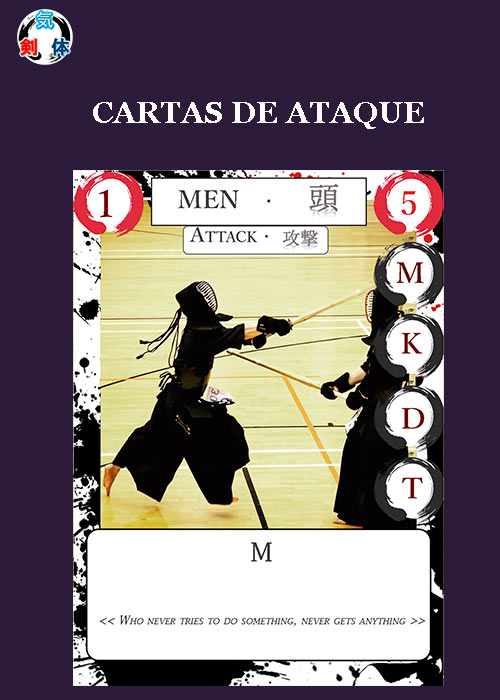 気
剣 体
CARTAS DE ATAQUE
1
MEN · 頭
5
ATTACK · 攻撃
M
K
D
T
M
<< WHO NEVER TRIES TO DO SOMETHING, NEVER GETS ANYTHING >>